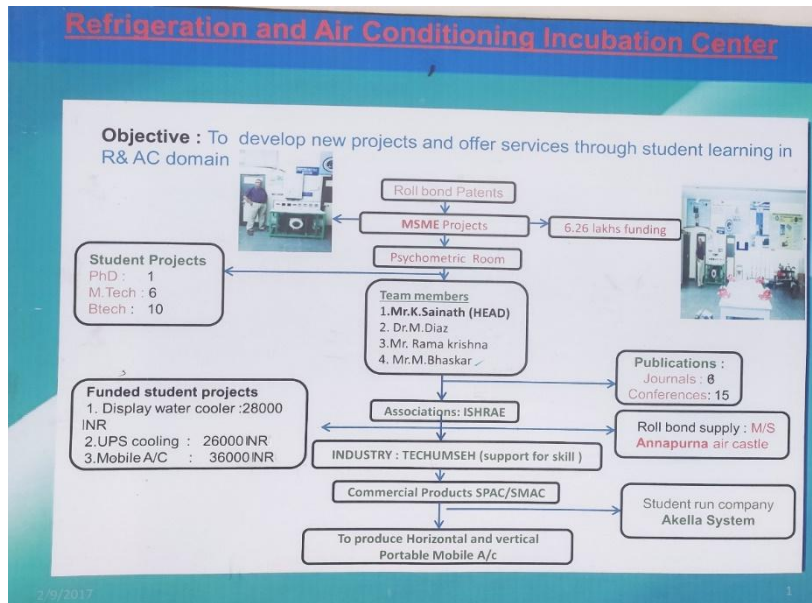 Refrigeration and Air Conditioning Incubation Center
Objective : To develop new projects and offer services through student learning in
R& AC domain
Roll bond Patents
MSME Projects
6.26 lakhs funding
Psychometric Room
Student Projects
PhD : 1
M.Tech : 6
Btech : 10
Team members
1.Mr.K.Sainath (HEAD)
2. Dr.M.Diaz
3.Mr. Rama krishna
4. Mr.M.Bhaskar
Publications :
Journals : 6
Conferences: 15
Funded student projects
1. Display water cooler :28000
INR
2.UPS cooling : 26000INR
3.Mobile A/C : 36000INR
Associations: ISHRAE
Roll bond supply : M/S
Annapurna air castle
INDUSTRY : TECHUMSEH (support for skill )
Commercial Products SPAC/SMAC
Student run company
Akella System
To produce Horizontal and vertical
Portable Mobile A/c
2/9/2017
1